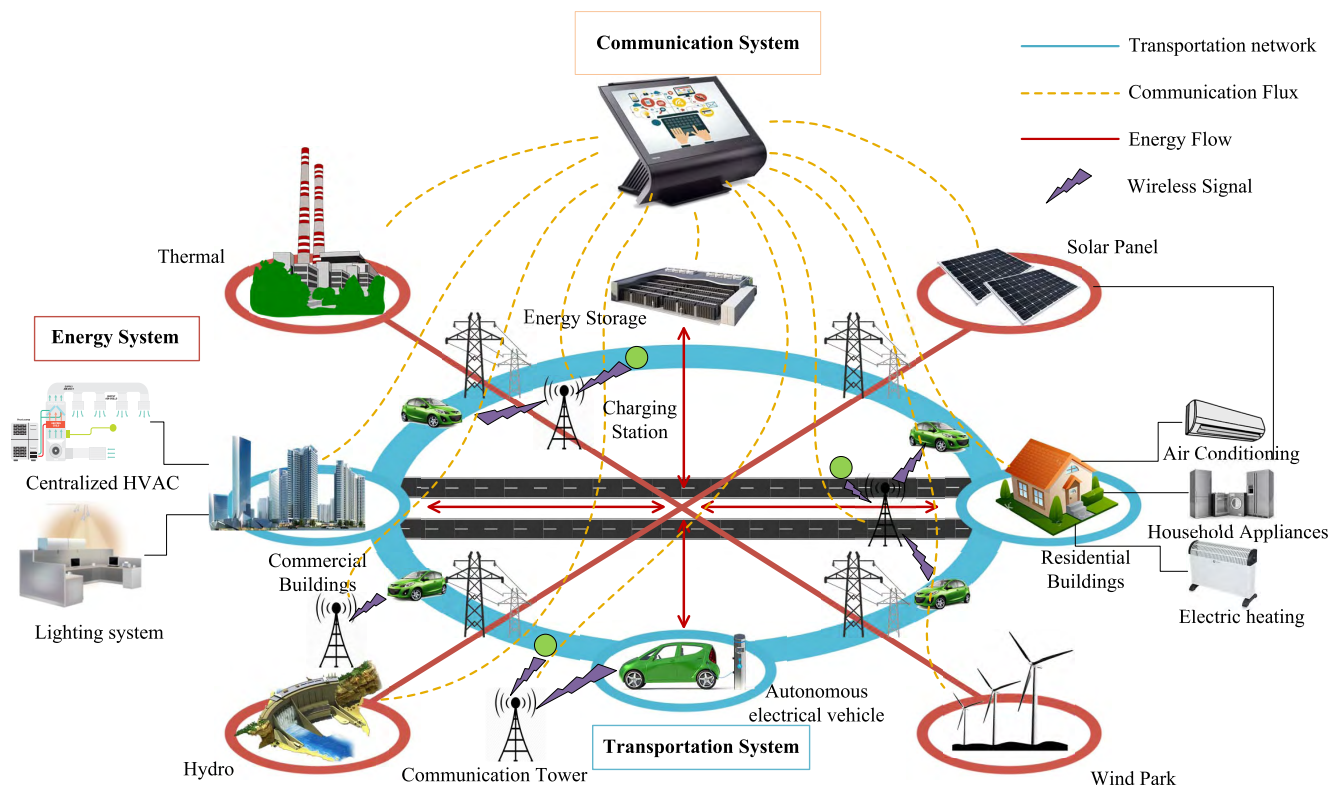 Communication System
Transportation network
Communication Flux
Energy Flow
Wireless Signal
Thermal
Solar Panel
Energy System
Energy Storage
Charging
Station
Centralized HVAC
Air Conditioning
Commercial
Buildings
Residential
Buildings
Household Appliances
Lighting system
Electric heating
Autonomous
electrical vehicle
Transportation System
Hydro
Communication Tower
Wind Park